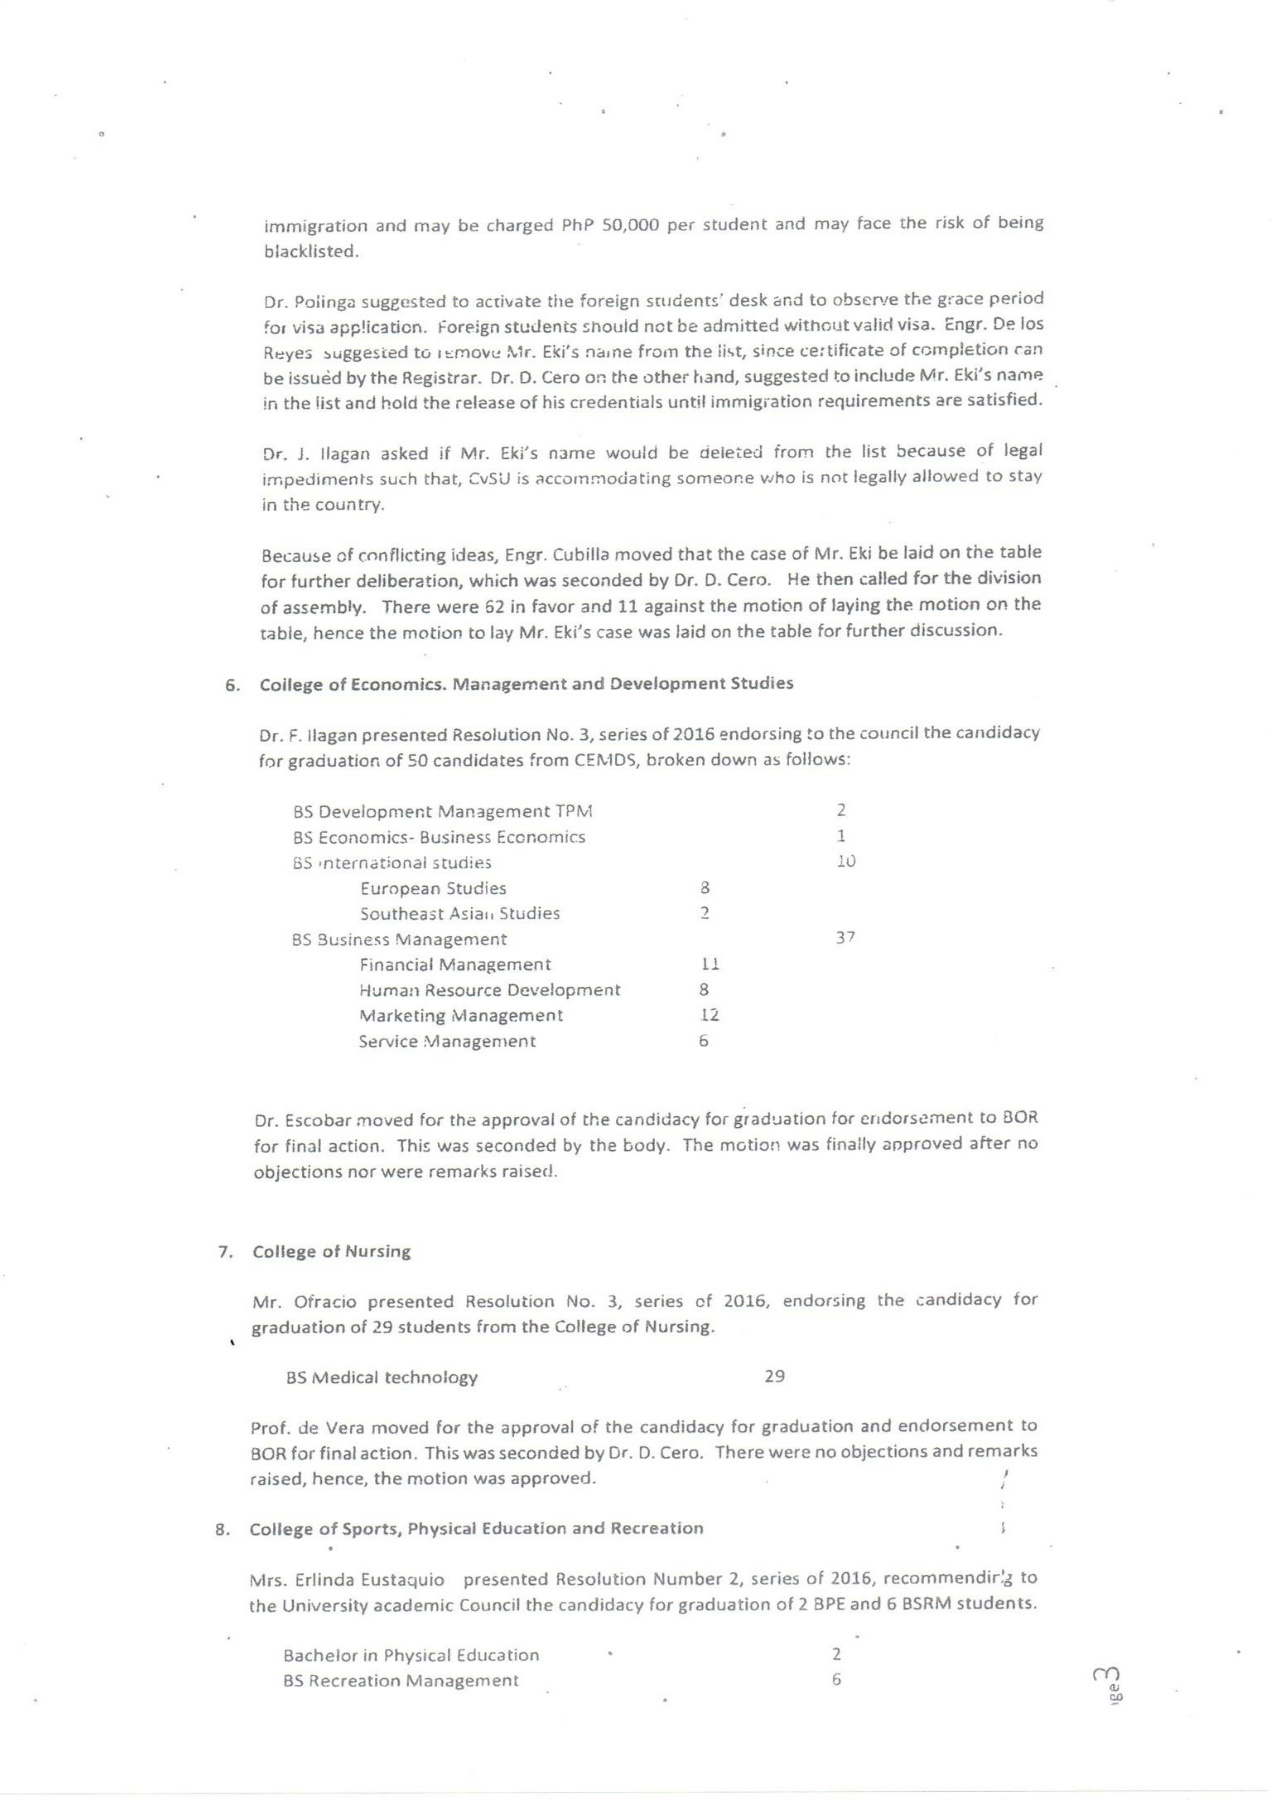 immigration and may be charged PhP 50,000 per student and may face the risk of being
blacklisted.
Dr. Polinga suggested to activate the foreign students' desk and to observe the grace period
for visa application. Foreign students should not be admitted without valid visa. Engr. De los
Reyes suggested to remove Mr. Eki's name from the list, since certificate of completion can
be issued by the Registrar. Dr. D. Cero on the other hand, suggested to include Mr. Eki's name
in the list and hold the release of his credentials until immigration requirements are satisfied.
Dr. J. Ilagan asked if Mr. Eki's name would be deleted from the list because of legal
impediments such that, CvSU is accommodating someone who is not legally allowed to stay
in the country.
Because of conflicting ideas, Engr. Cubilla moved that the case of Mr. Eki be laid on the table
for further deliberation, which was seconded by Dr. D. Cero. He then called for the division
of assembly. There were 62 in favor and 11 against the motion of laying the motion on the
table, hence the motion to lay Mr. Eki's case was laid on the table for further discussion.
6. College of Economics. Management and Development Studies
Dr. F. Ilagan presented Resolution No. 3, series of 2016 endorsing to the council the candidacy
for graduation of 50 candidates from CEMDS, broken down as follows:
BS Development Management TPM 2
BS Economics- Business Economics 1
BS International studies 10
European Studies 8
Southeast Asian Studies 2
BS Business Management 37
Financial Management 11
Human Resource Development 8
Marketing Management 12
Service Management 6
Dr. Escobar moved for the approval of the candidacy for graduation for endorsement to BOR
for final action. This was seconded by the body. The motion was finally approved after no
objections nor were remarks raised.
7. College of Nursing
Mr. Ofracio presented Resolution No. 3, series of 2016, endorsing the candidacy for
graduation of 29 students from the College of Nursing.
BS Medical technology 29
Prof. de Vera moved for the approval of the candidacy for graduation and endorsement to
BOR for final action. This was seconded by Dr. D. Cero. There were no objections and remarks
raised, hence, the motion was approved.
8. College of Sports, Physical Education and Recreation
Mrs. Erlinda Eustaquio presented Resolution Number 2, series of 2016, recommending to
the University academic Council the candidacy for graduation of 2 BPE and 6 BSRM students.
Bachelor in Physical Education 2
BS Recreation Management 6
age 3